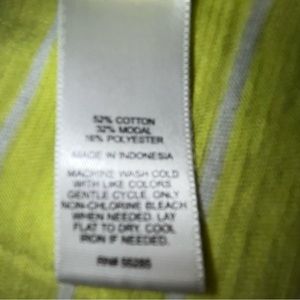 52% COTTON
32% MODAL
16% POLYESTER
MADE IN INDONESIA
MACHINE WASH COLD
WITH LIKE COLORS
GENTLE CYCLE. ONLY
NON-CHLORINE BLEACH
WHEN NEEDED. LAY
FLAT TO DRY. COOL
IRON IF NEEDED.
RN#